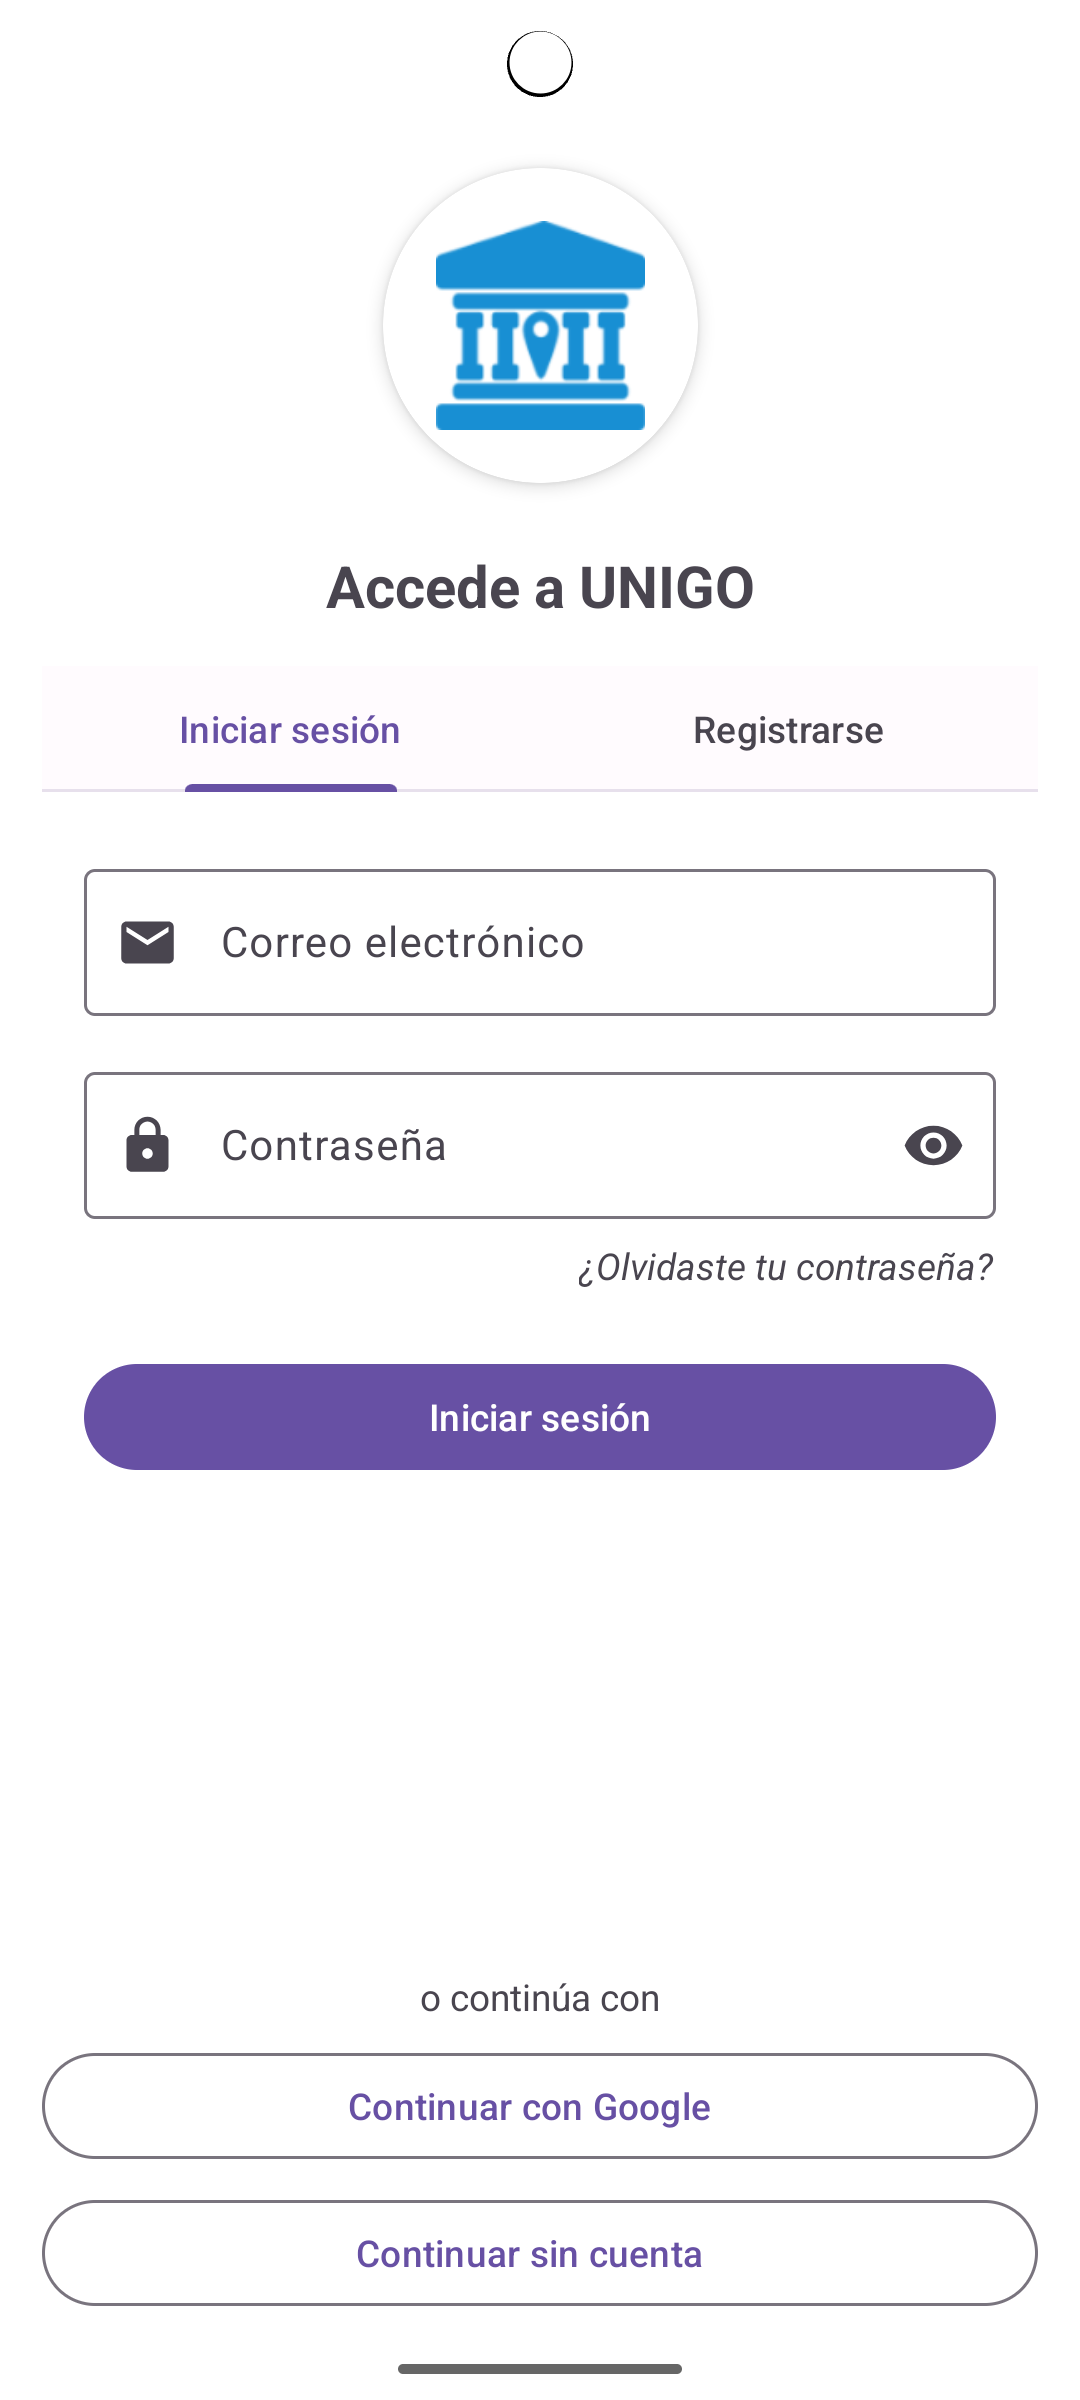 Accede a UNIGO
Iniciar sesión
Registrarse
Correo electrónico
Contraseña
¿Olvidaste tu contraseña?
Iniciar sesión
o continúa con
Continuar con Google
Continuar sin cuenta